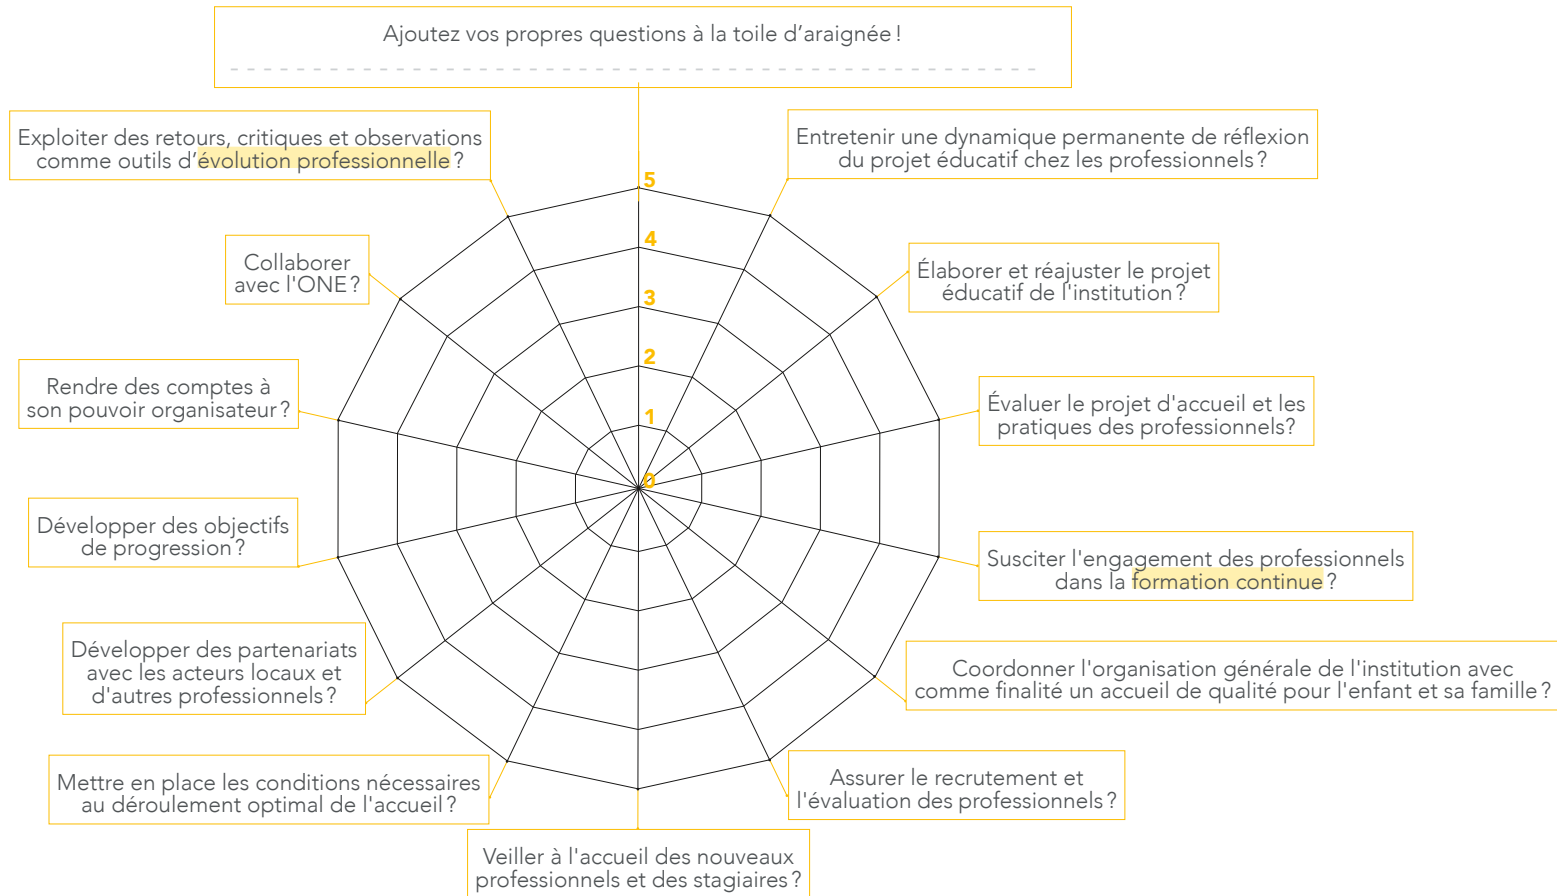 Ajoutez vos propres questions à la toile d’araignée !
Exploiter des retours, critiques et observations
comme outils d’évolution professionnelle ?
Entretenir une dynamique permanente de réflexion
du projet éducatif chez les professionnels ?
5
4
3
2
1
0
Collaborer
avec l'ONE ?
Élaborer et réajuster le projet
éducatif de l'institution ?
Rendre des comptes à
son pouvoir organisateur ?
Évaluer le projet d'accueil et les
pratiques des professionnels?
Développer des objectifs
de progression ?
Susciter l'engagement des professionnels
dans la formation continue ?
Développer des partenariats
avec les acteurs locaux et
d'autres professionnels ?
Coordonner l'organisation générale de l'institution avec
comme finalité un accueil de qualité pour l'enfant et sa famille ?
Mettre en place les conditions nécessaires
au déroulement optimal de l'accueil ?
Assurer le recrutement et
l'évaluation des professionnels ?
Veiller à l'accueil des nouveaux
professionnels et des stagiaires ?